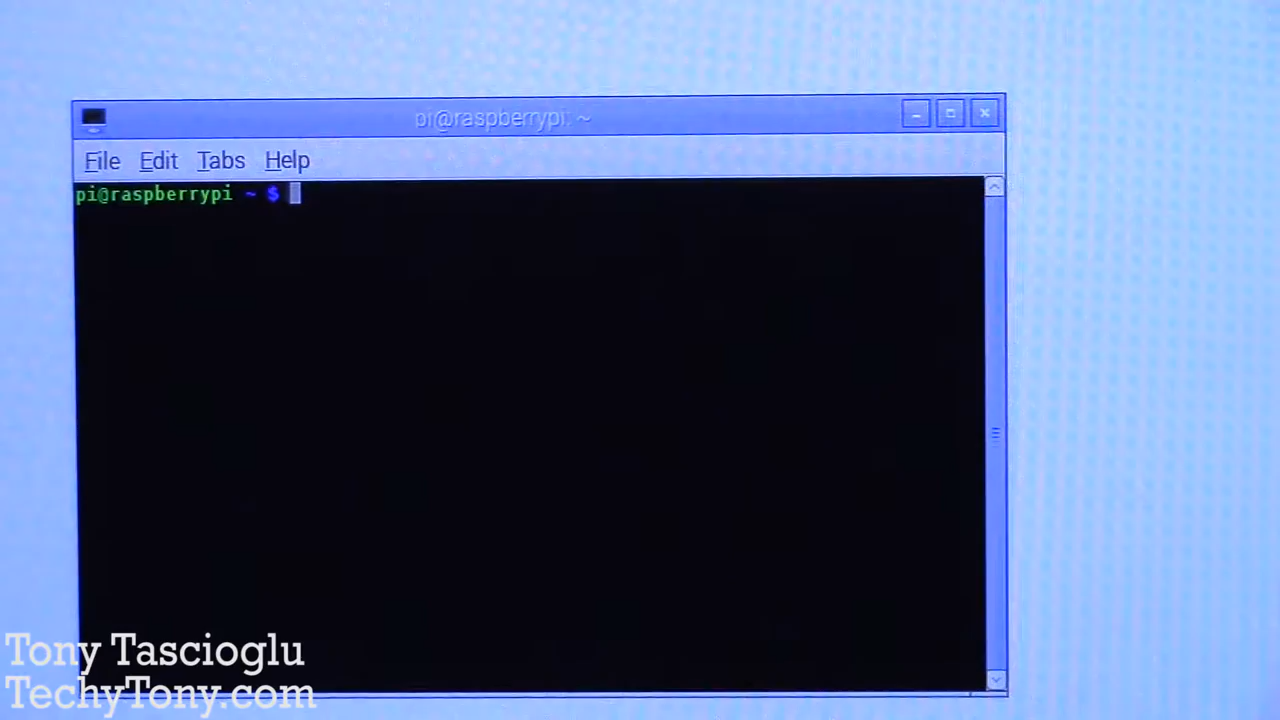 pi@raspberrypi: ~
File Edit Tabs Help
pi@raspberrypi ~ $
Tony Tascioglu
TechyTony.com